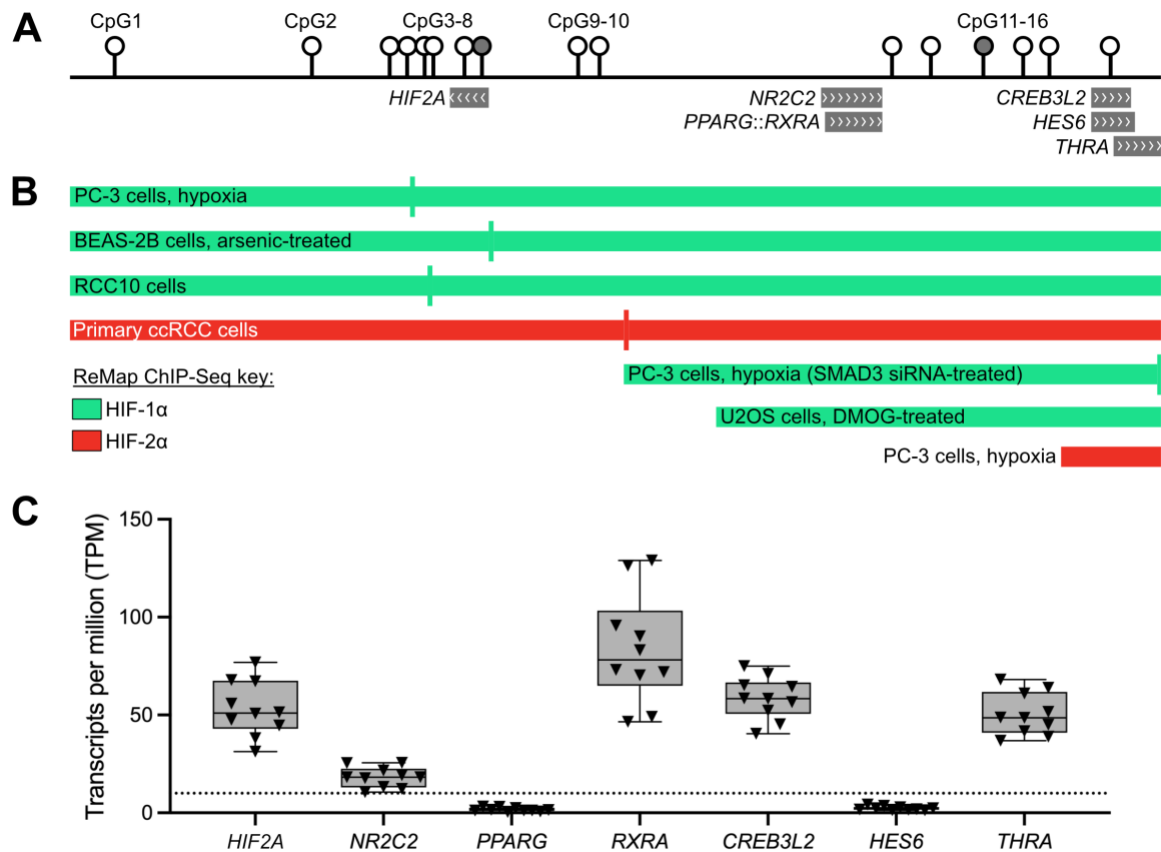 A
CpG1 CpG2 CpG3-8 CpG9-10 CpG11-16
HIF2A NR2C2 CREB3L2
PPARG::RXRA HES6
THRA
B
PC-3 cells, hypoxia
BEAS-2B cells, arsenic-treated
RCC10 cells
Primary ccRCC cells
ReMap ChIP-Seq key:
HIF-1α
HIF-2α
PC-3 cells, hypoxia (SMAD3 siRNA-treated)
U2OS cells, DMOG-treated
PC-3 cells, hypoxia
C
Transcripts per million (TPM)
150
100
50
0
HIF2A NR2C2 PPARG RXRA CREB3L2 HES6 THRA